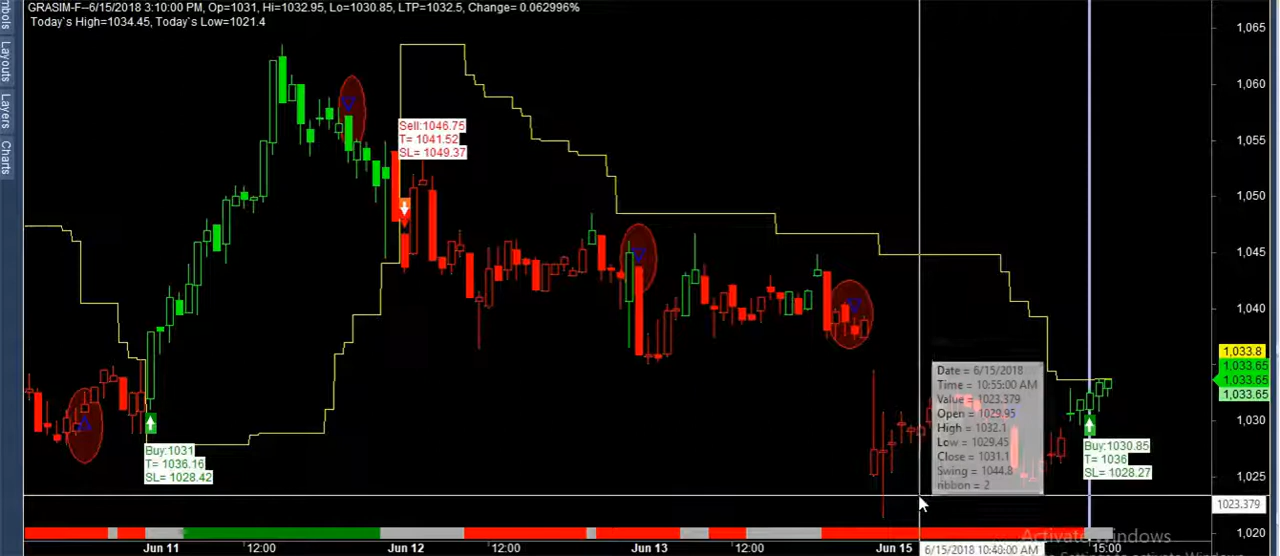 GRASIM-F--6/15/2018 3:10:00 PM, Op=1031, Hi=1032.95, Lo=1030.85, LTP=1032.5, Change= 0.062996%
Today`s High=1034.45, Today`s Low=1021.4
Layouts
Layers
Charts
Sell:1046.75
T= 1041.52
SL= 1049.37
Buy:1031
T= 1036.16
SL= 1028.42
Date = 6/15/2018
Time = 10:55:00 AM
Value = 1023.379
Open = 1029.95
High = 1032.1
Low = 1029.45
Close = 1031.1
Swing = 1044.8
ribbon = 2
Buy:1030.85
T= 1036
SL= 1028.27
1,065
1,060
1,055
1,050
1,045
1,040
1,033.8
1,033.65
1,033.65
1,033.65
1,030
1,025
1023.379
1,020
Activate Windows
Jun 11
12:00
Jun 12
12:00
Jun 13
12:00
Jun 15
6/15/2018 10:40:00 AM
15:00